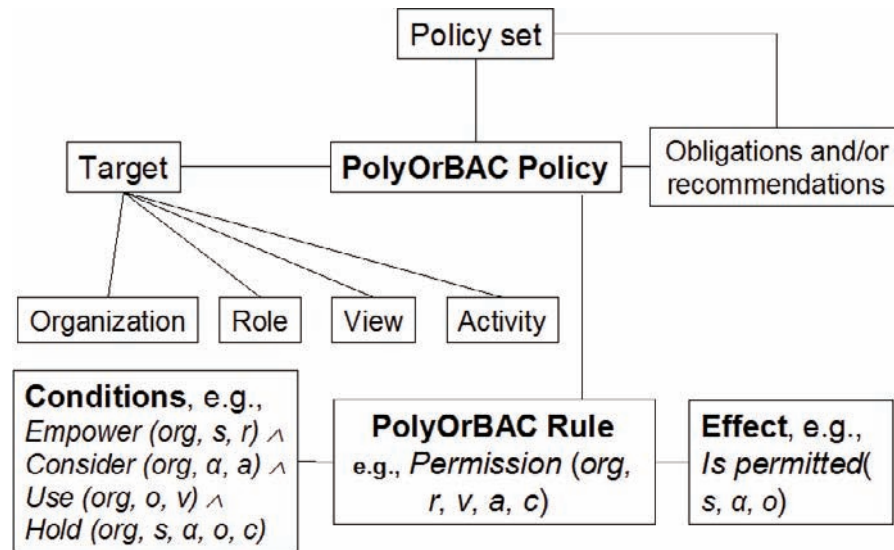 Policy set
Target
PolyOrBAC Policy
Obligations and/or
recommendations
Organization
Role
View
Activity
Conditions, e.g.,
Empower (org, s, r) ∧
Consider (org, α, a) ∧
Use (org, o, v) ∧
Hold (org, s, α, o, c)
PolyOrBAC Rule
e.g., Permission (org,
r, v, a, c)
Effect, e.g.,
Is permitted(
s, α, o)